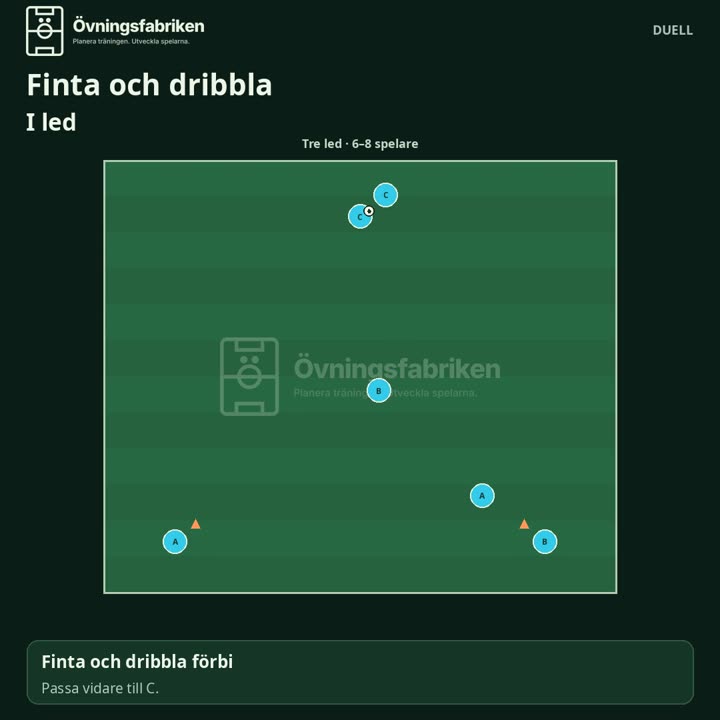 Övningsfabriken
Planera träningen. Utveckla spelarna.
DUELL
Finta och dribbla
I led
Tre led · 6–8 spelare
C
C
Övningsfabriken
Planera träningen. Utveckla spelarna.
B
A
A
B
Finta och dribbla förbi
Passa vidare till C.